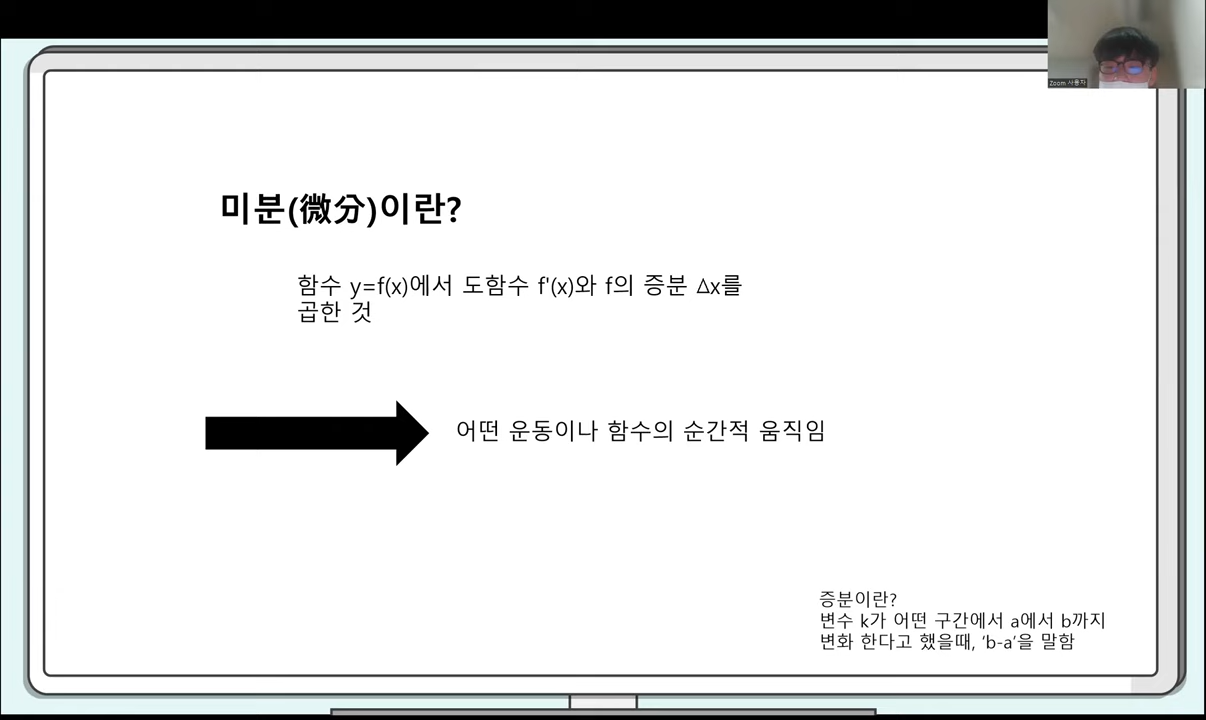 Zoom 사용자
미분(微分)이란?
함수 y=f(x)에서 도함수 f'(x)와 f의 증분 Δx를
곱한 것
어떤 운동이나 함수의 순간적 움직임
증분이란?
변수 k가 어떤 구간에서 a에서 b까지
변화 한다고 했을때, 'b-a'을 말함